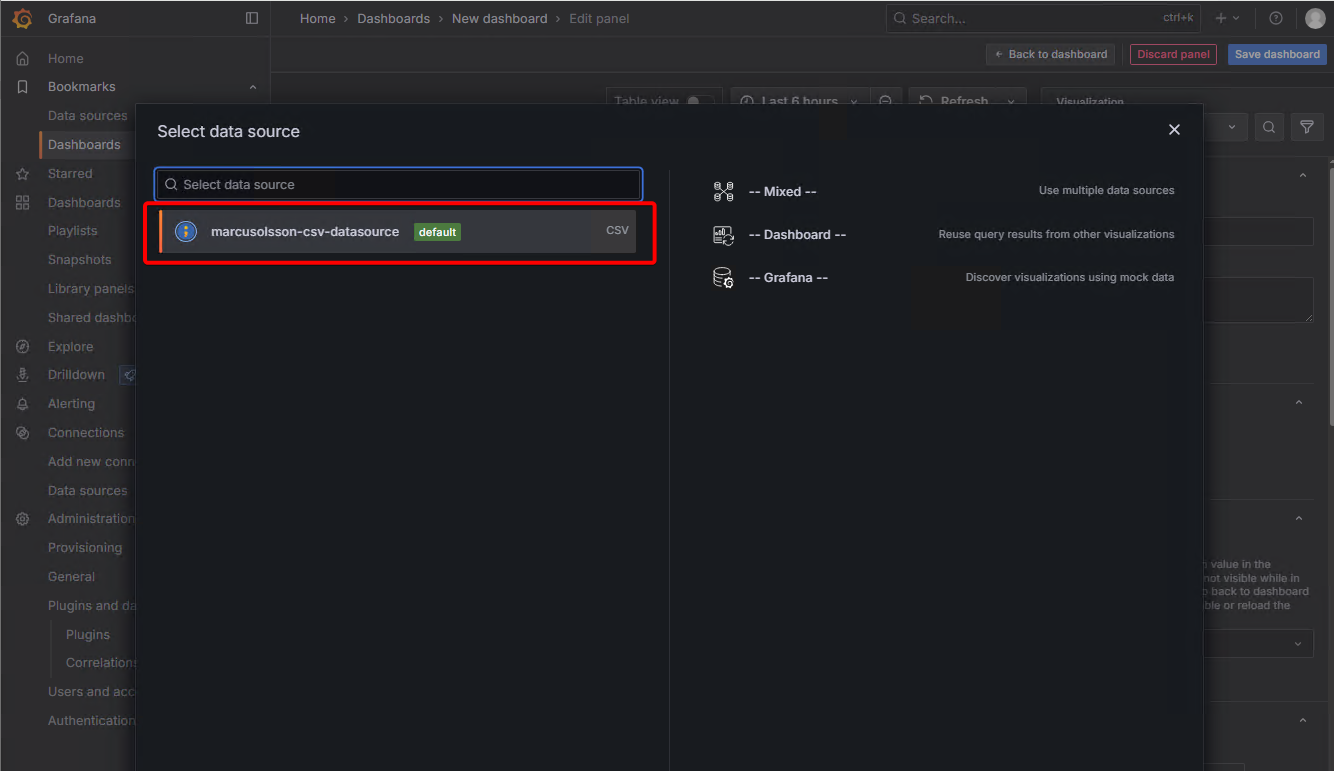 Grafana
Home › Dashboards › New dashboard › Edit panel
Search...
ctrl+k
Home
Back to dashboard
Discard panel
Save dashboard
Bookmarks
Table view
Last 6 hours
Refresh
Visualization
Data sources
Dashboards
Starred
Dashboards
Playlists
Snapshots
Library panels
Shared dashbo
Explore
Drilldown
Alerting
Connections
Add new conn
Data sources
Administration
Provisioning
General
Plugins and da
Plugins
Correlations
Users and acc
Authentication
Select data source
Select data source
marcusolsson-csv-datasource default CSV
-- Mixed -- Use multiple data sources
-- Dashboard -- Reuse query results from other visualizations
-- Grafana -- Discover visualizations using mock data
value in the
not visible while in
back to dashboard
ble or reload the